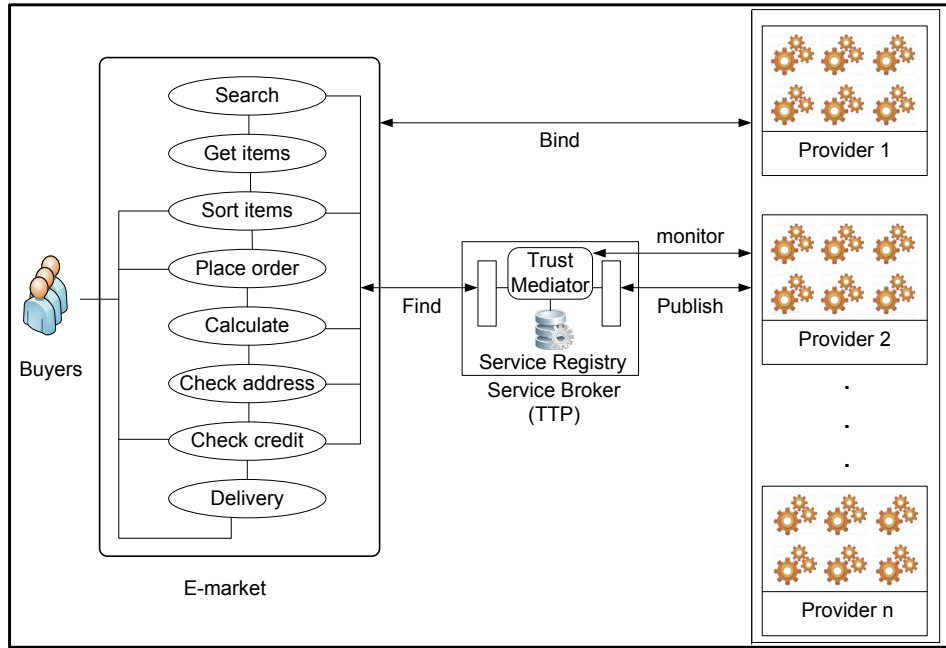 Search
Get items
Sort items
Place order
Calculate
Check address
Check credit
Delivery
Buyers
E-market
Bind
Find
monitor
Publish
Trust
Mediator
Service Registry
Service Broker
(TTP)
Provider 1
Provider 2
.
.
.
Provider n